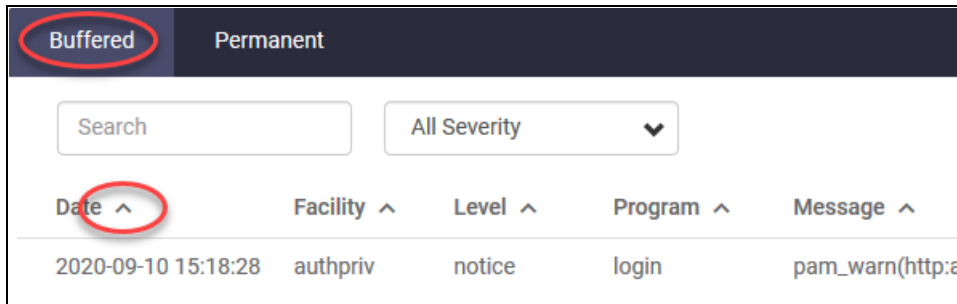 Buffered Permanent
Search All Severity
Date Facility Level Program Message
2020-09-10 15:18:28 authpriv notice login pam_warn(http:a